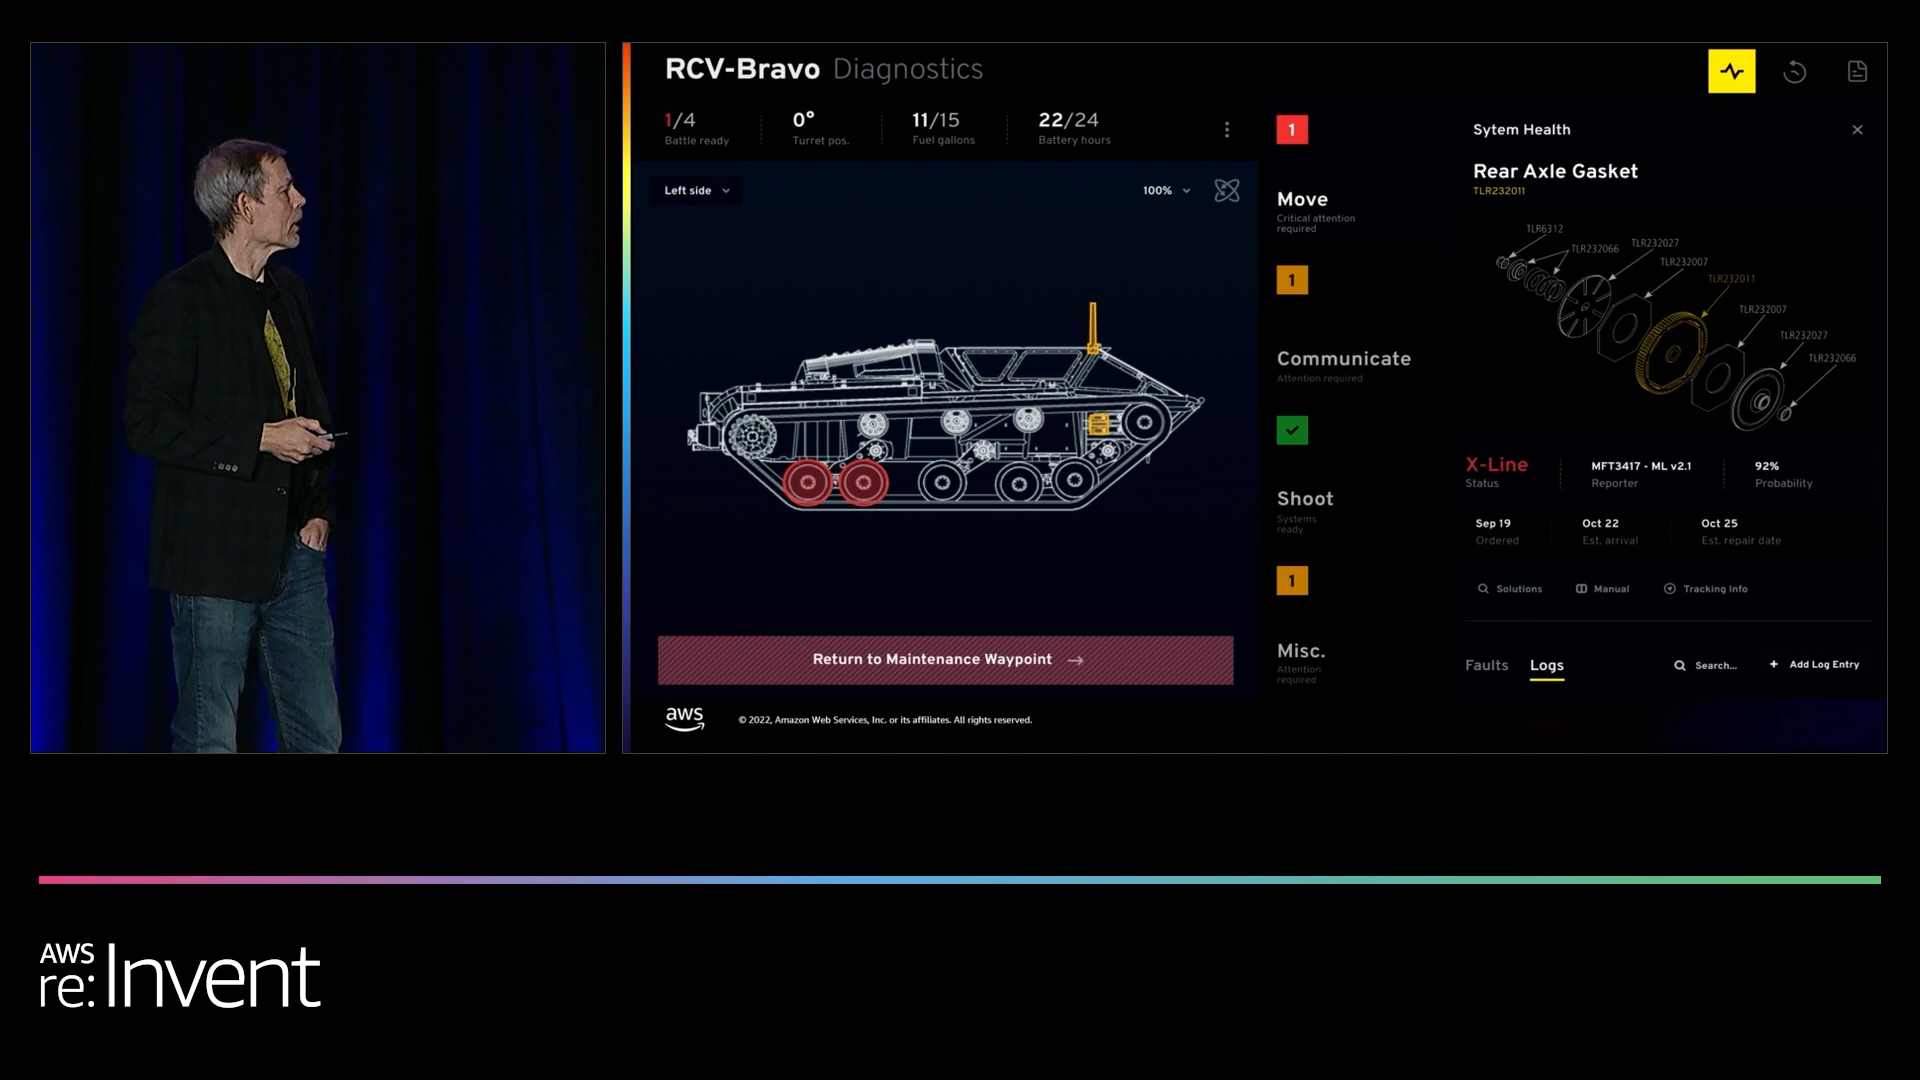 RCV-Bravo Diagnostics
1/4
Battle ready
0°
Turret pos.
11/15
Fuel gallons
22/24
Battery hours
Left side
100%
Return to Maintenance Waypoint
1
Move
Critical attention
required
1
Communicate
Attention required
Shoot
Systems
ready
1
Misc.
Attention
required
Sytem Health
Rear Axle Gasket
TLR232011
TLR6312
TLR232066
TLR232027
TLR232007
TLR232011
TLR232007
TLR232027
TLR232066
X-Line
Status
MFT3417 - ML v2.1
Reporter
92%
Probability
Sep 19
Ordered
Oct 22
Est. arrival
Oct 25
Est. repair date
Solutions
Manual
Tracking Info
Faults
Logs
Search...
+ Add Log Entry
aws
© 2022, Amazon Web Services, Inc. or its affiliates. All rights reserved.
AWS
re:Invent